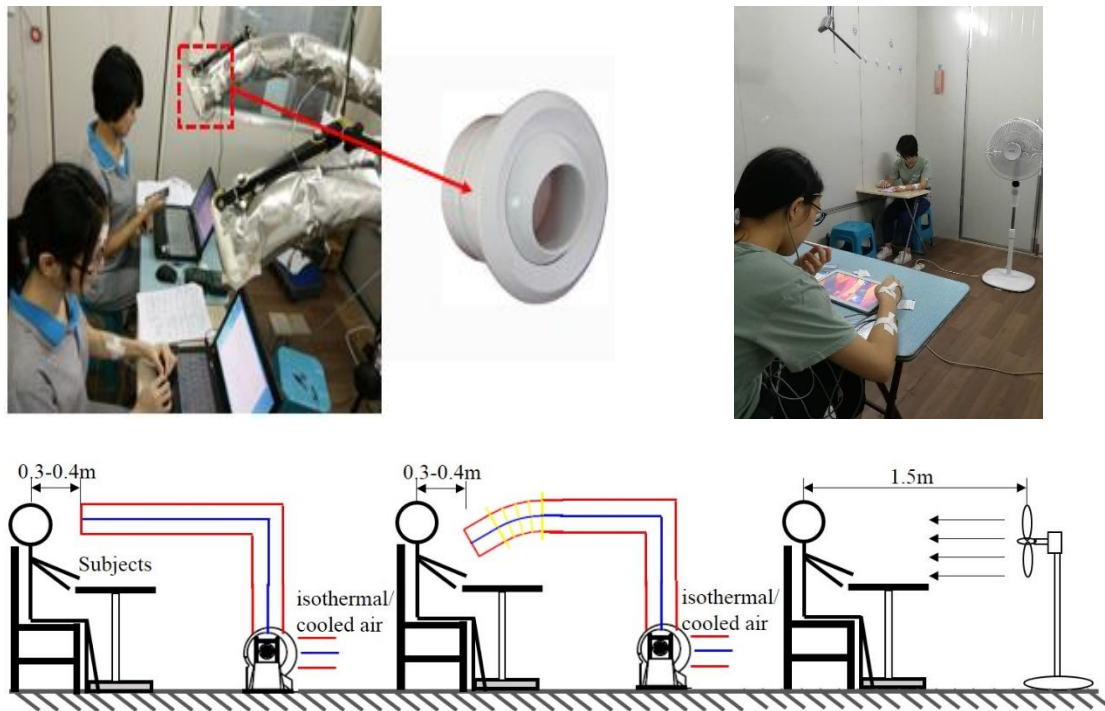 0.3-0.4m
0.3-0.4m
1.5m
Subjects
isothermal/
cooled air
isothermal/
cooled air